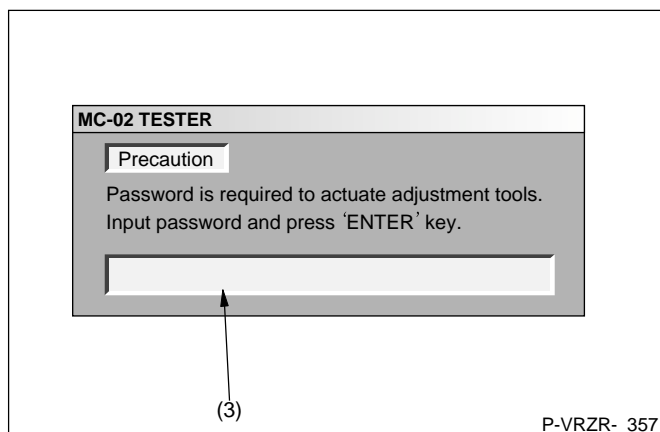 MC-02 TESTER
Precaution
Password is required to actuate adjustment tools.
Input password and press ‘ENTER’ key.
(3)
P-VRZR- 357